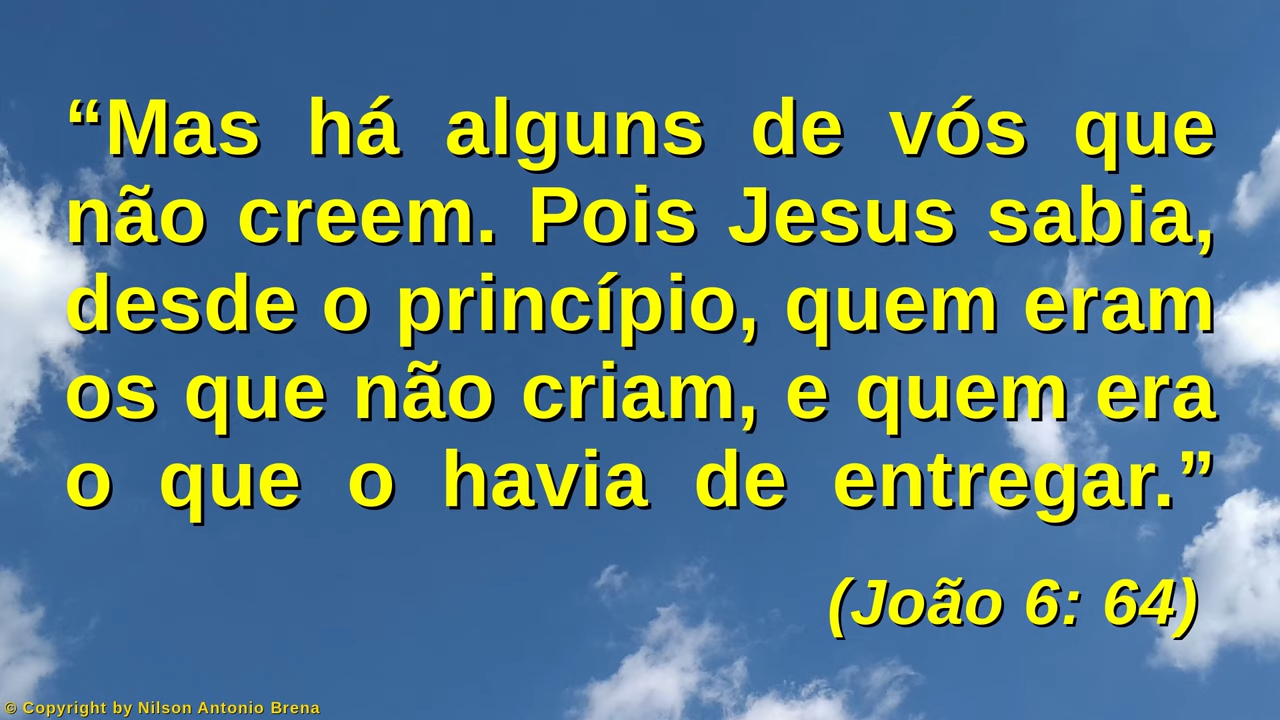 “Mas há alguns de vós que
não creem. Pois Jesus sabia,
desde o princípio, quem eram
os que não criam, e quem era
o que o havia de entregar.”
(João 6: 64)
© Copyright by Nilson Antonio Brena